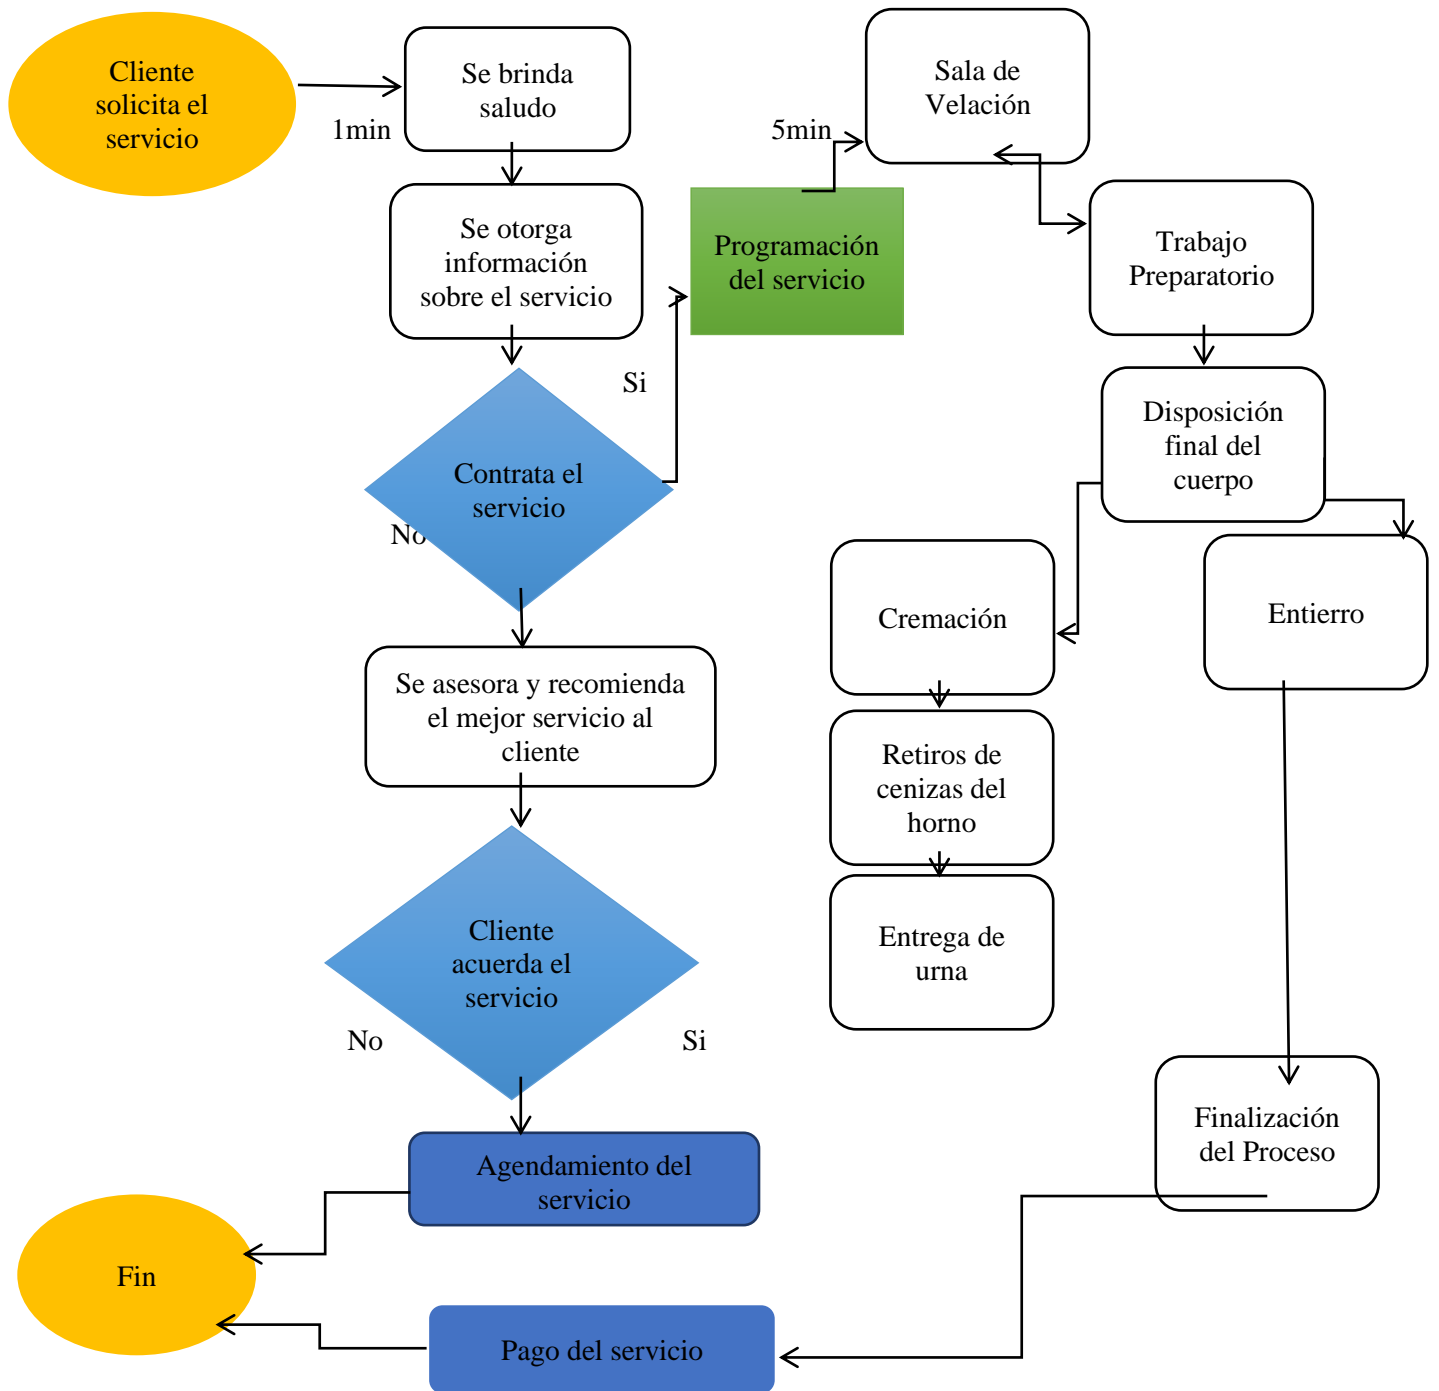 Cliente
solicita el
servicio
1min
Se brinda
saludo
Se otorga
información
sobre el servicio
Contrata el
servicio
Si
No
Se asesora y recomienda
el mejor servicio al
cliente
Cliente
acuerda el
servicio
No
Si
Agendamiento del
servicio
Fin
Pago del servicio
Programación
del servicio
5min
Sala de
Velación
Trabajo
Preparatorio
Disposición
final del
cuerpo
Cremación
Retiros de
cenizas del
horno
Entrega de
urna
Entierro
Finalización
del Proceso